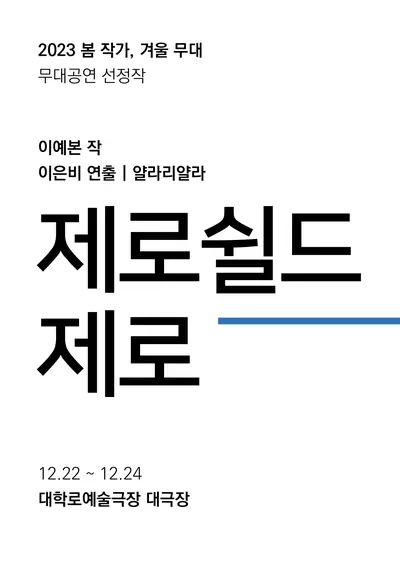 2023 봄 작가, 겨울 무대
무대공연 선정작
이예본 작
이은비 연출 | 얄라리얄라
제로쉴드
제로
12.22 ~ 12.24
대학로예술극장 대극장